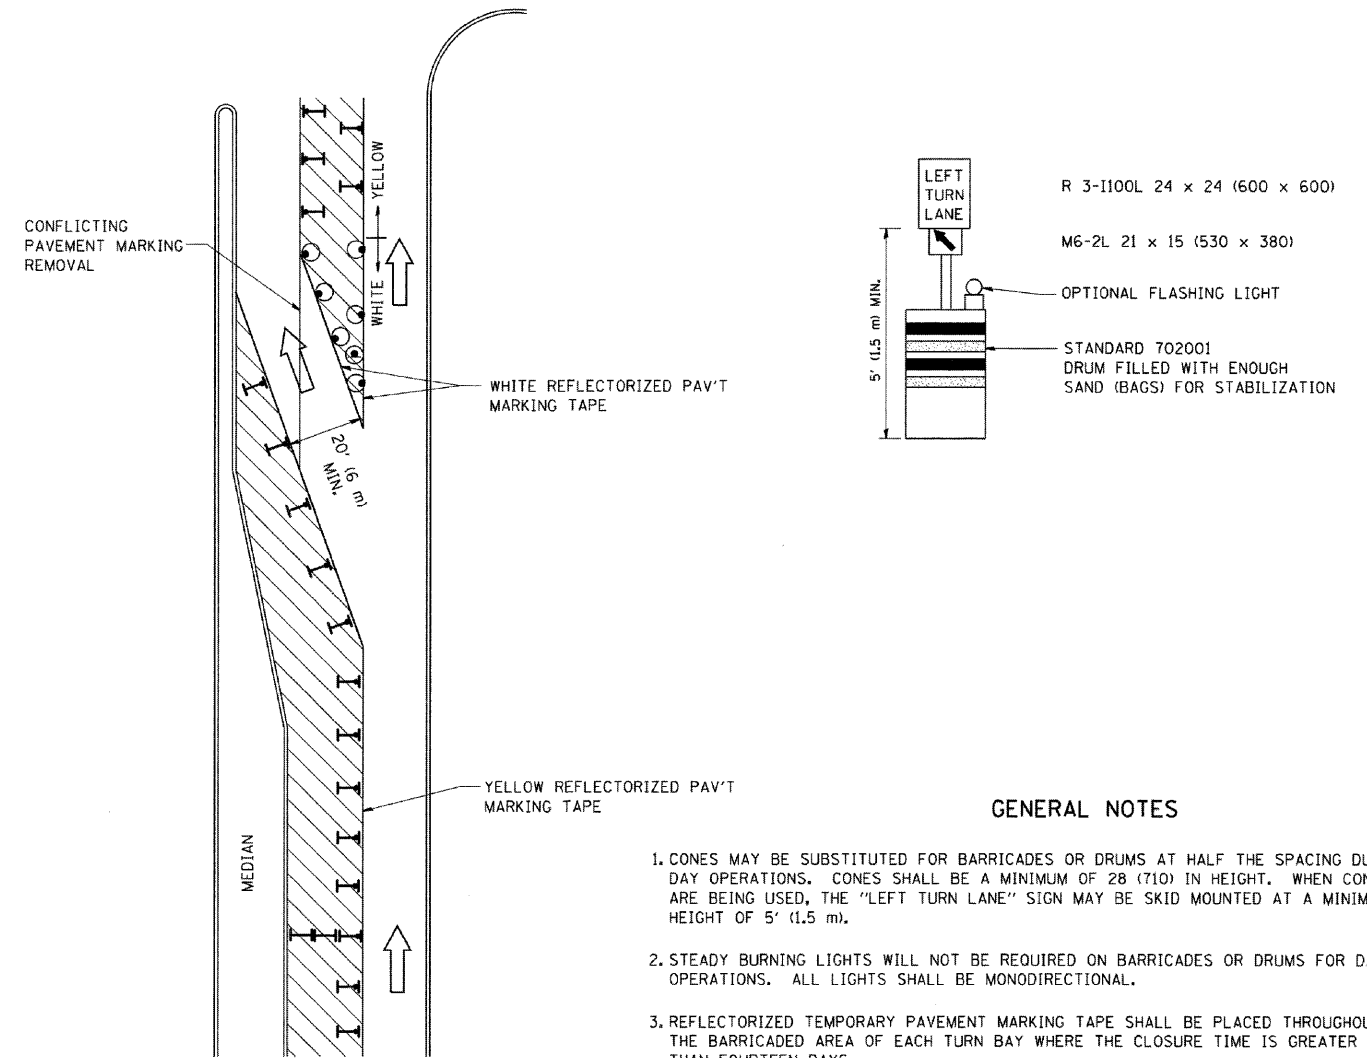 CONFLICTING
PAVEMENT MARKING
REMOVAL
YELLOW
WHITE
WHITE REFLECTORIZED PAV'T
MARKING TAPE
20' (6 m)
MIN.
YELLOW REFLECTORIZED PAV'T
MARKING TAPE
MEDIAN
LEFT
TURN
LANE
5' (1.5 m) MIN.
R 3-I100L 24 x 24 (600 x 600)
M6-2L 21 x 15 (530 x 380)
OPTIONAL FLASHING LIGHT
STANDARD 702001
DRUM FILLED WITH ENOUGH
SAND (BAGS) FOR STABILIZATION
GENERAL NOTES
1. CONES MAY BE SUBSTITUTED FOR BARRICADES OR DRUMS AT HALF THE SPACING
DAY OPERATIONS. CONES SHALL BE A MINIMUM OF 28 (710) IN HEIGHT. WHEN
ARE BEING USED, THE "LEFT TURN LANE" SIGN MAY BE SKID MOUNTED AT A
HEIGHT OF 5' (1.5 m).
2. STEADY BURNING LIGHTS WILL NOT BE REQUIRED ON BARRICADES OR DRUMS FOR
OPERATIONS. ALL LIGHTS SHALL BE MONODIRECTIONAL.
3. REFLECTORIZED TEMPORARY PAVEMENT MARKING TAPE SHALL BE PLACED
THE BARRICADED AREA OF EACH TURN BAY WHERE THE CLOSURE TIME IS GREATER
THAN FOURTEEN DAYS